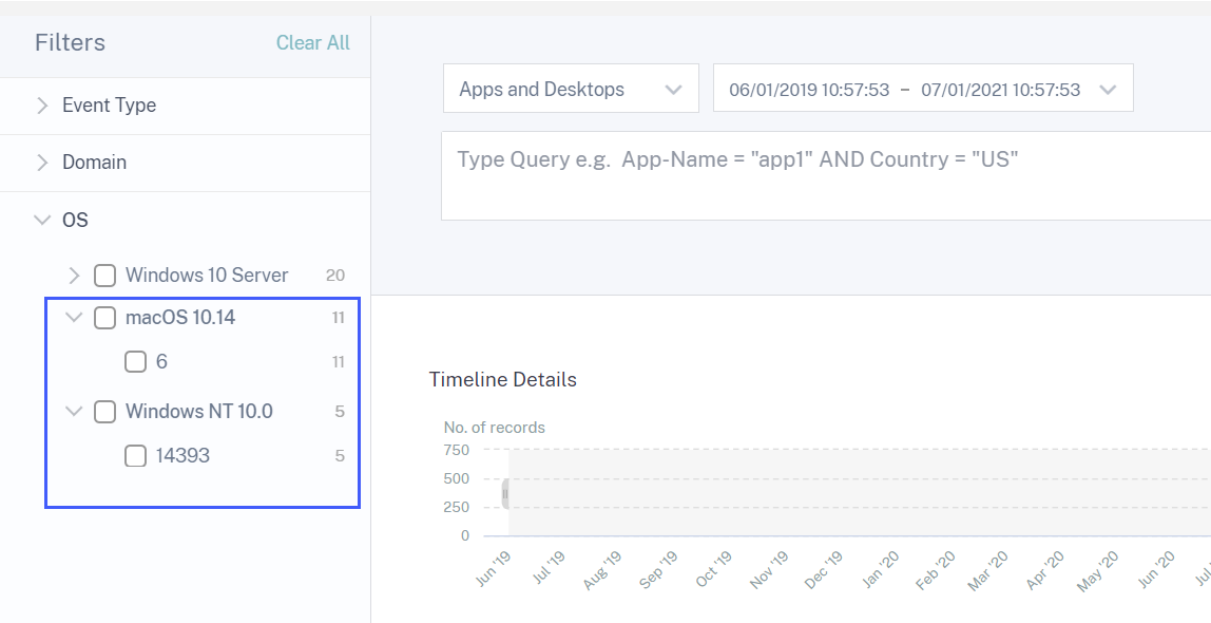 Filters
Clear All
Event Type
Domain
OS
Windows 10 Server 20
macOS 10.14 11
6 11
Windows NT 10.0 5
14393 5
Apps and Desktops
06/01/2019 10:57:53 – 07/01/2021 10:57:53
Type Query e.g. App-Name = "app1" AND Country = "US"
Timeline Details
No. of records
750
500
250
0
Jun '19
Jul '19
Aug '19
Sep '19
Oct '19
Nov '19
Dec '19
Jan '20
Feb '20
Mar '20
Apr '20
May '20
Jun '20